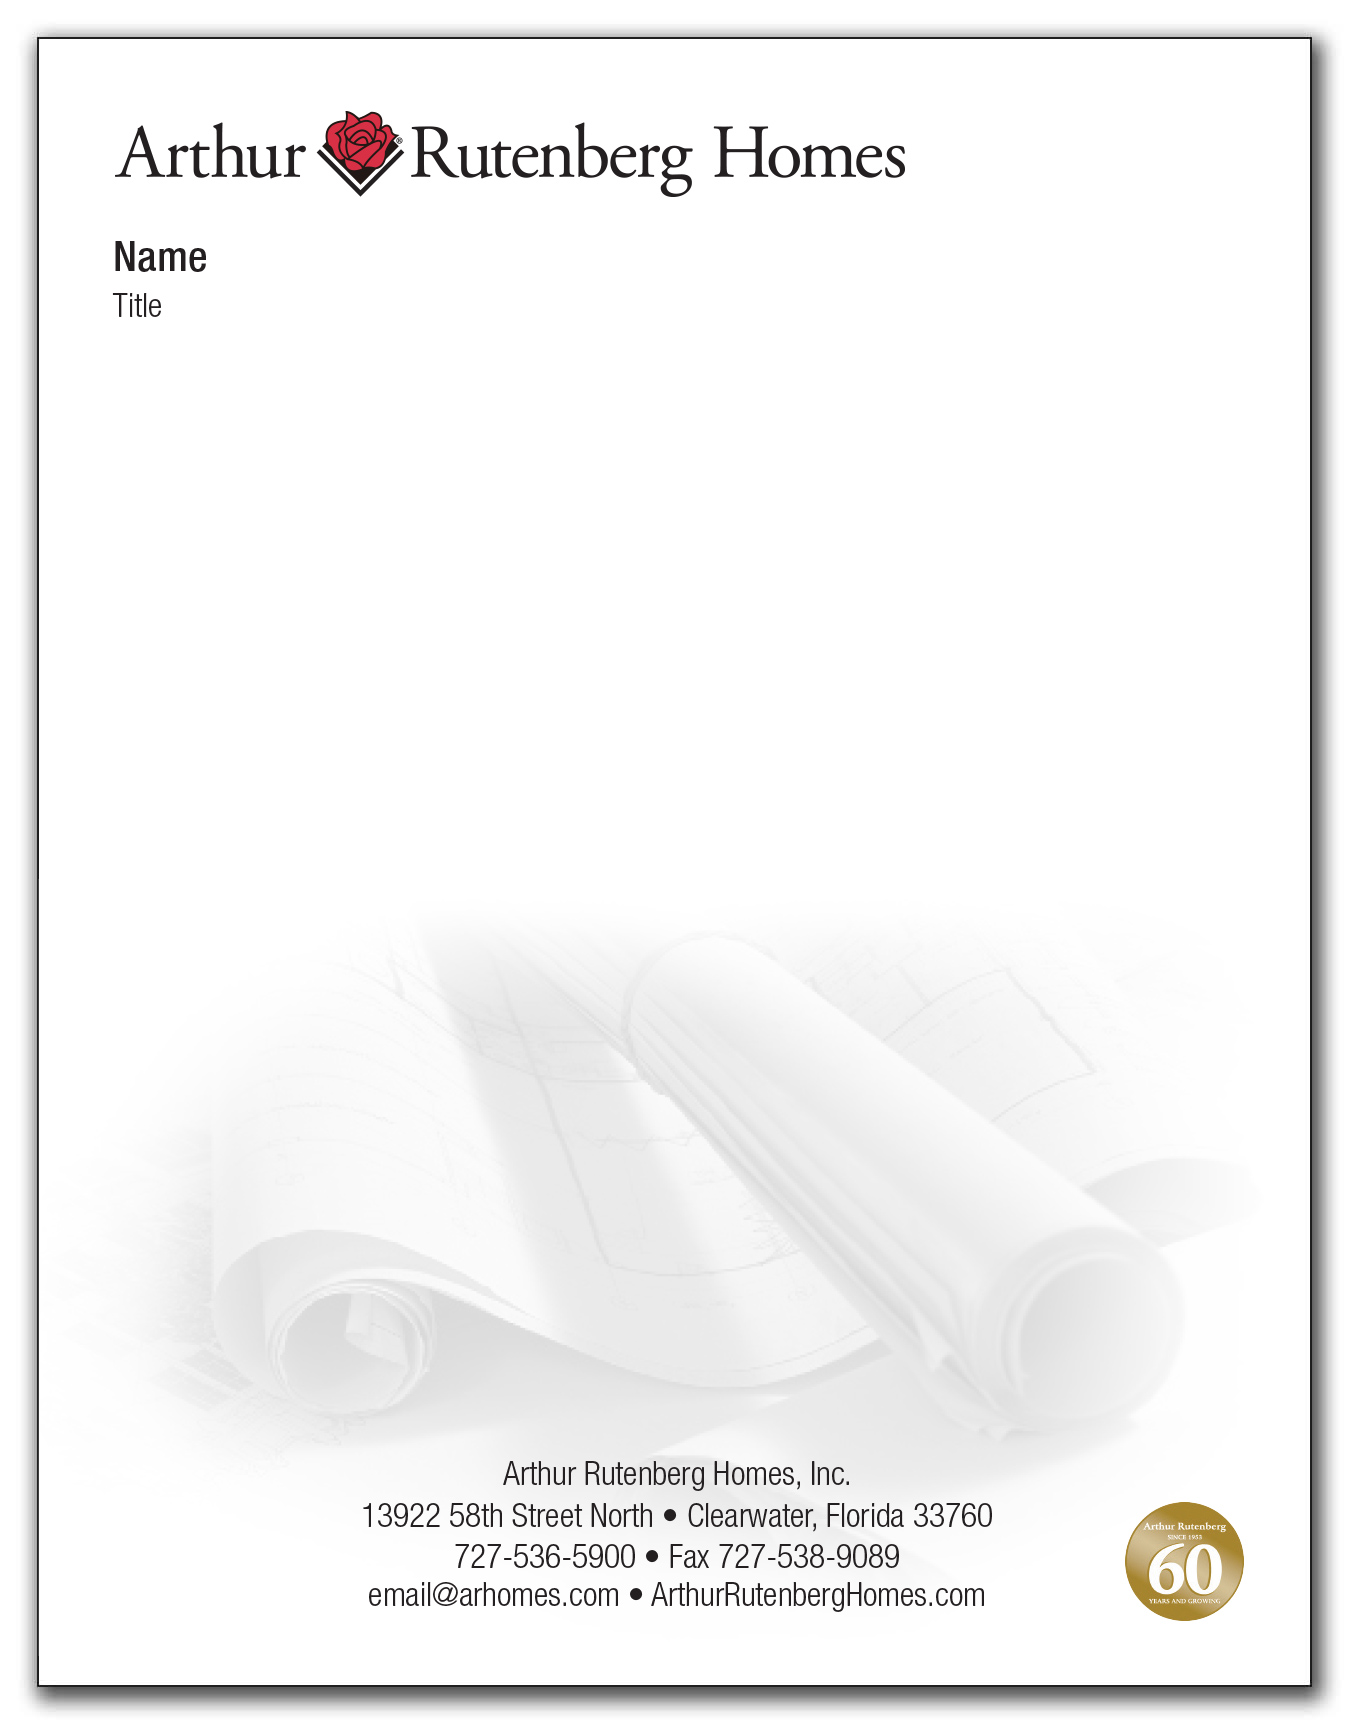 Arthur Rutenberg Homes
Name
Title
Arthur Rutenberg Homes, Inc.
13922 58th Street North • Clearwater, Florida 33760
727-536-5900 • Fax 727-538-9089
email@arhomes.com • ArthurRutenbergHomes.com
Arthur Rutenberg
SINCE 1953
60
YEARS AND GROWING